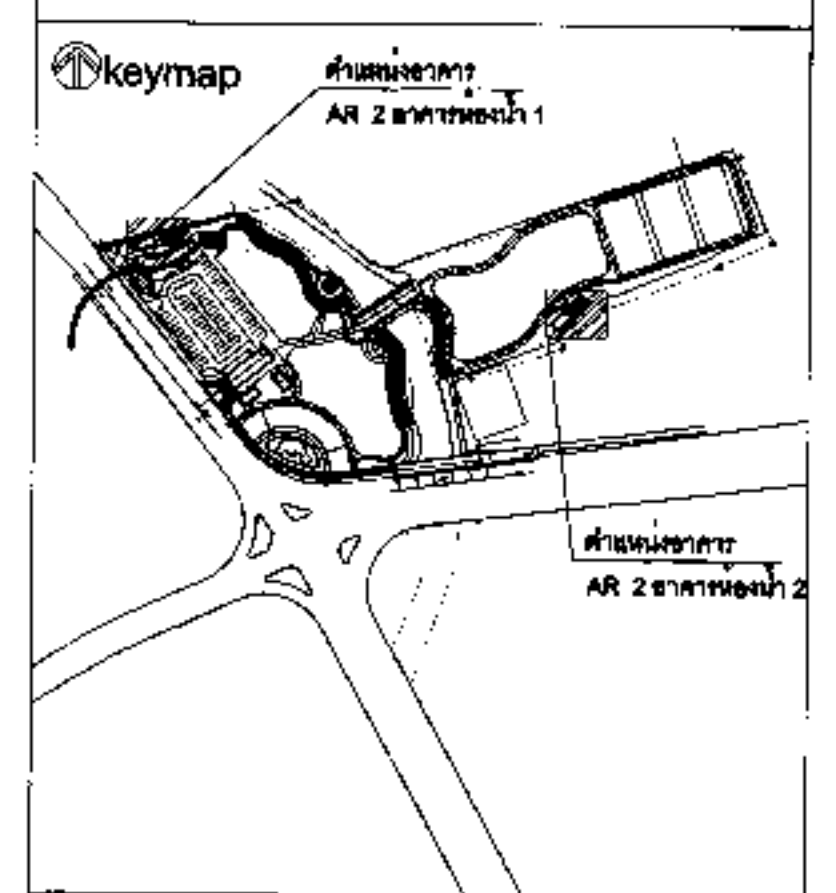 keymap
ตำแหน่งอาคาร
AR 2 อาคารห้องน้ำ 1
ตำแหน่งอาคาร
AR 2 อาคารห้องน้ำ 2